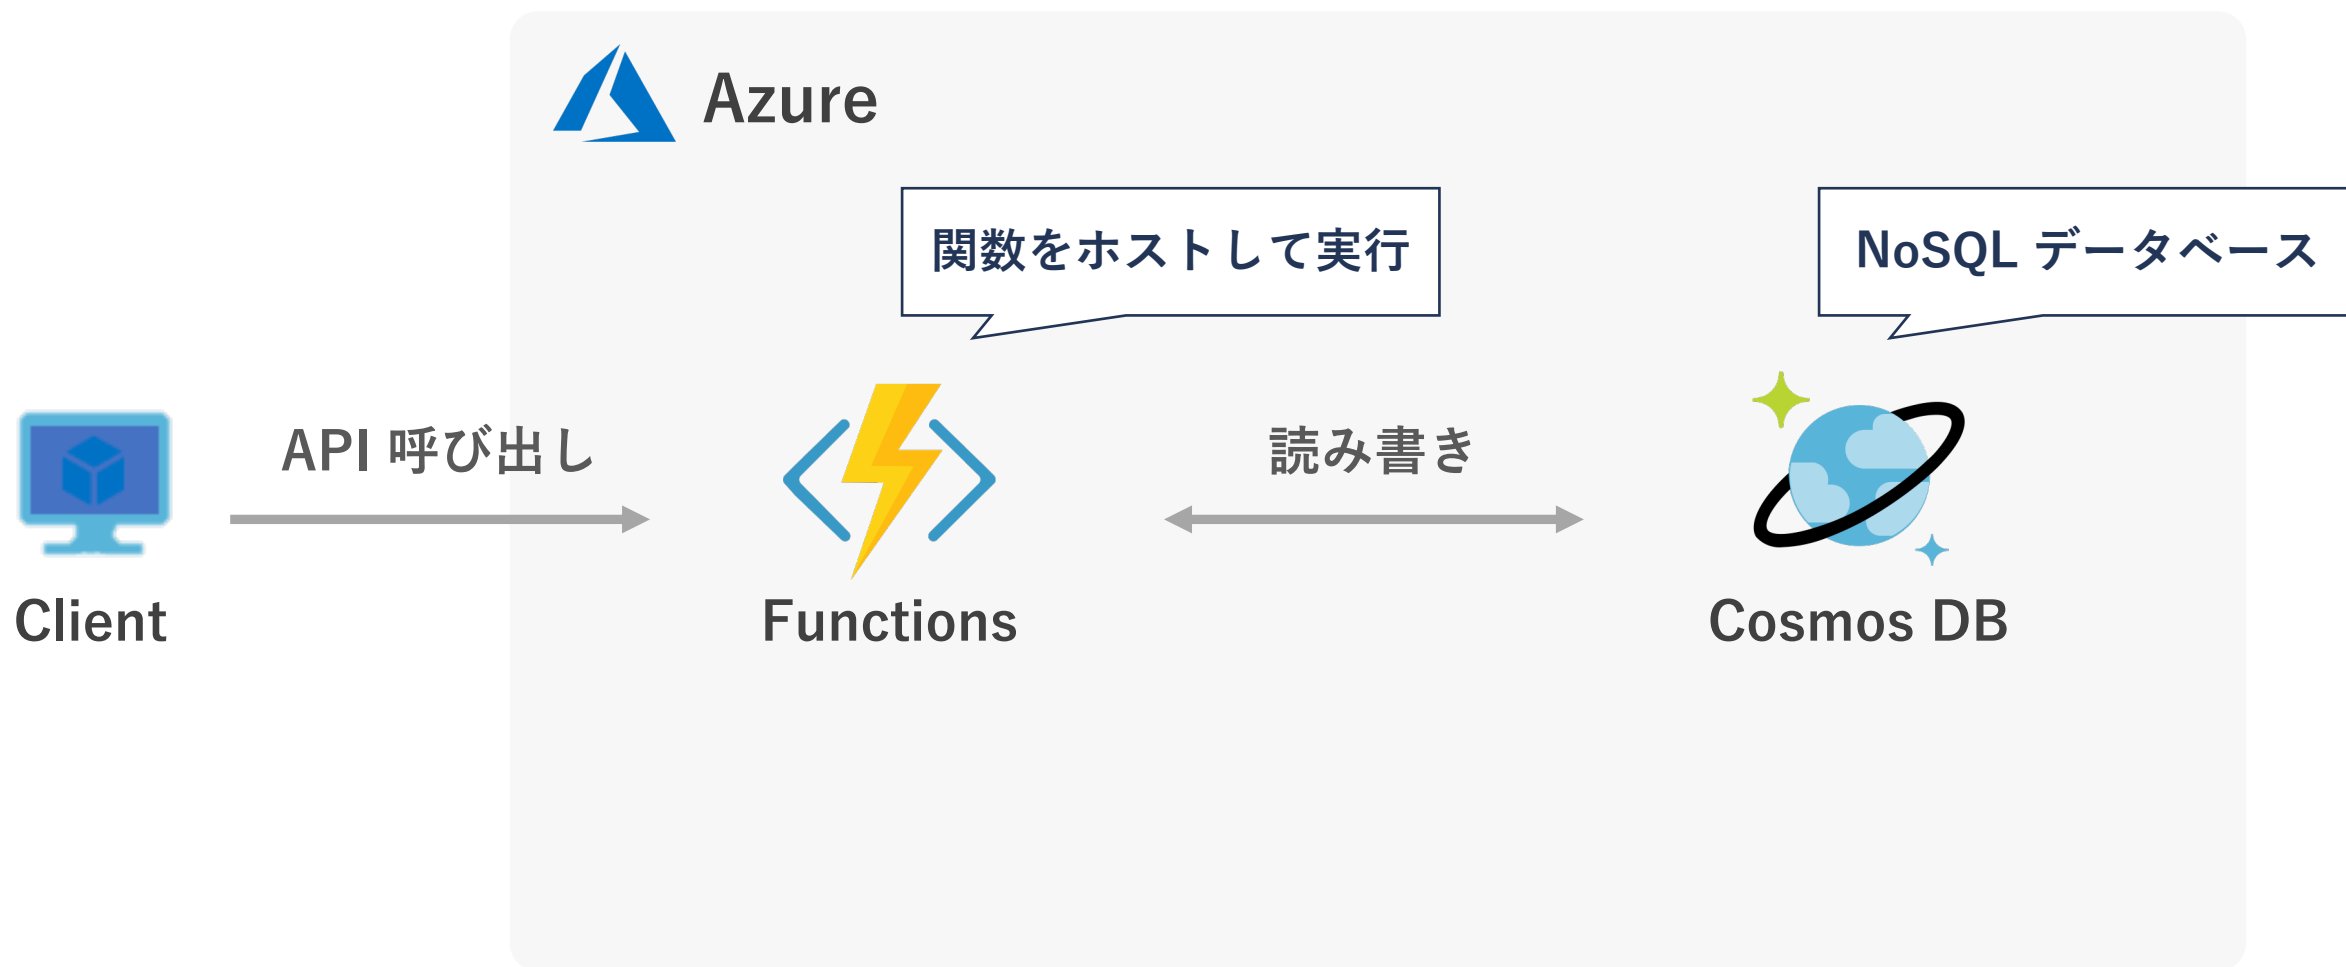 Azure
関数をホストして実行
NoSQL データベース
API 呼び出し
読み書き
Client
Functions
Cosmos DB